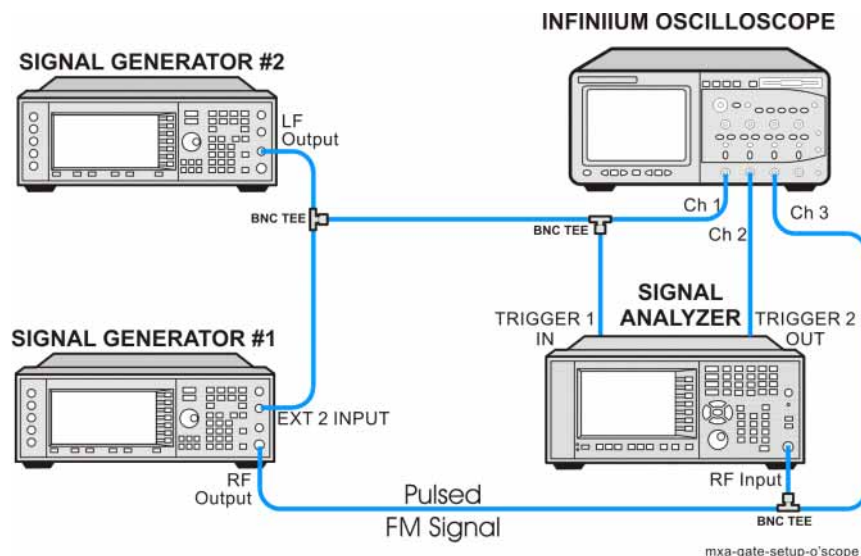 INFINIIUM OSCILLOSCOPE
SIGNAL GENERATOR #2
LF
Output
BNC TEE
BNC TEE
Ch 1
Ch 2
Ch 3
SIGNAL
ANALYZER
TRIGGER 1
IN
TRIGGER 2
OUT
SIGNAL GENERATOR #1
EXT 2 INPUT
RF
Output
RF Input
Pulsed
FM Signal
BNC TEE
mxa-gate-setup-o'scope